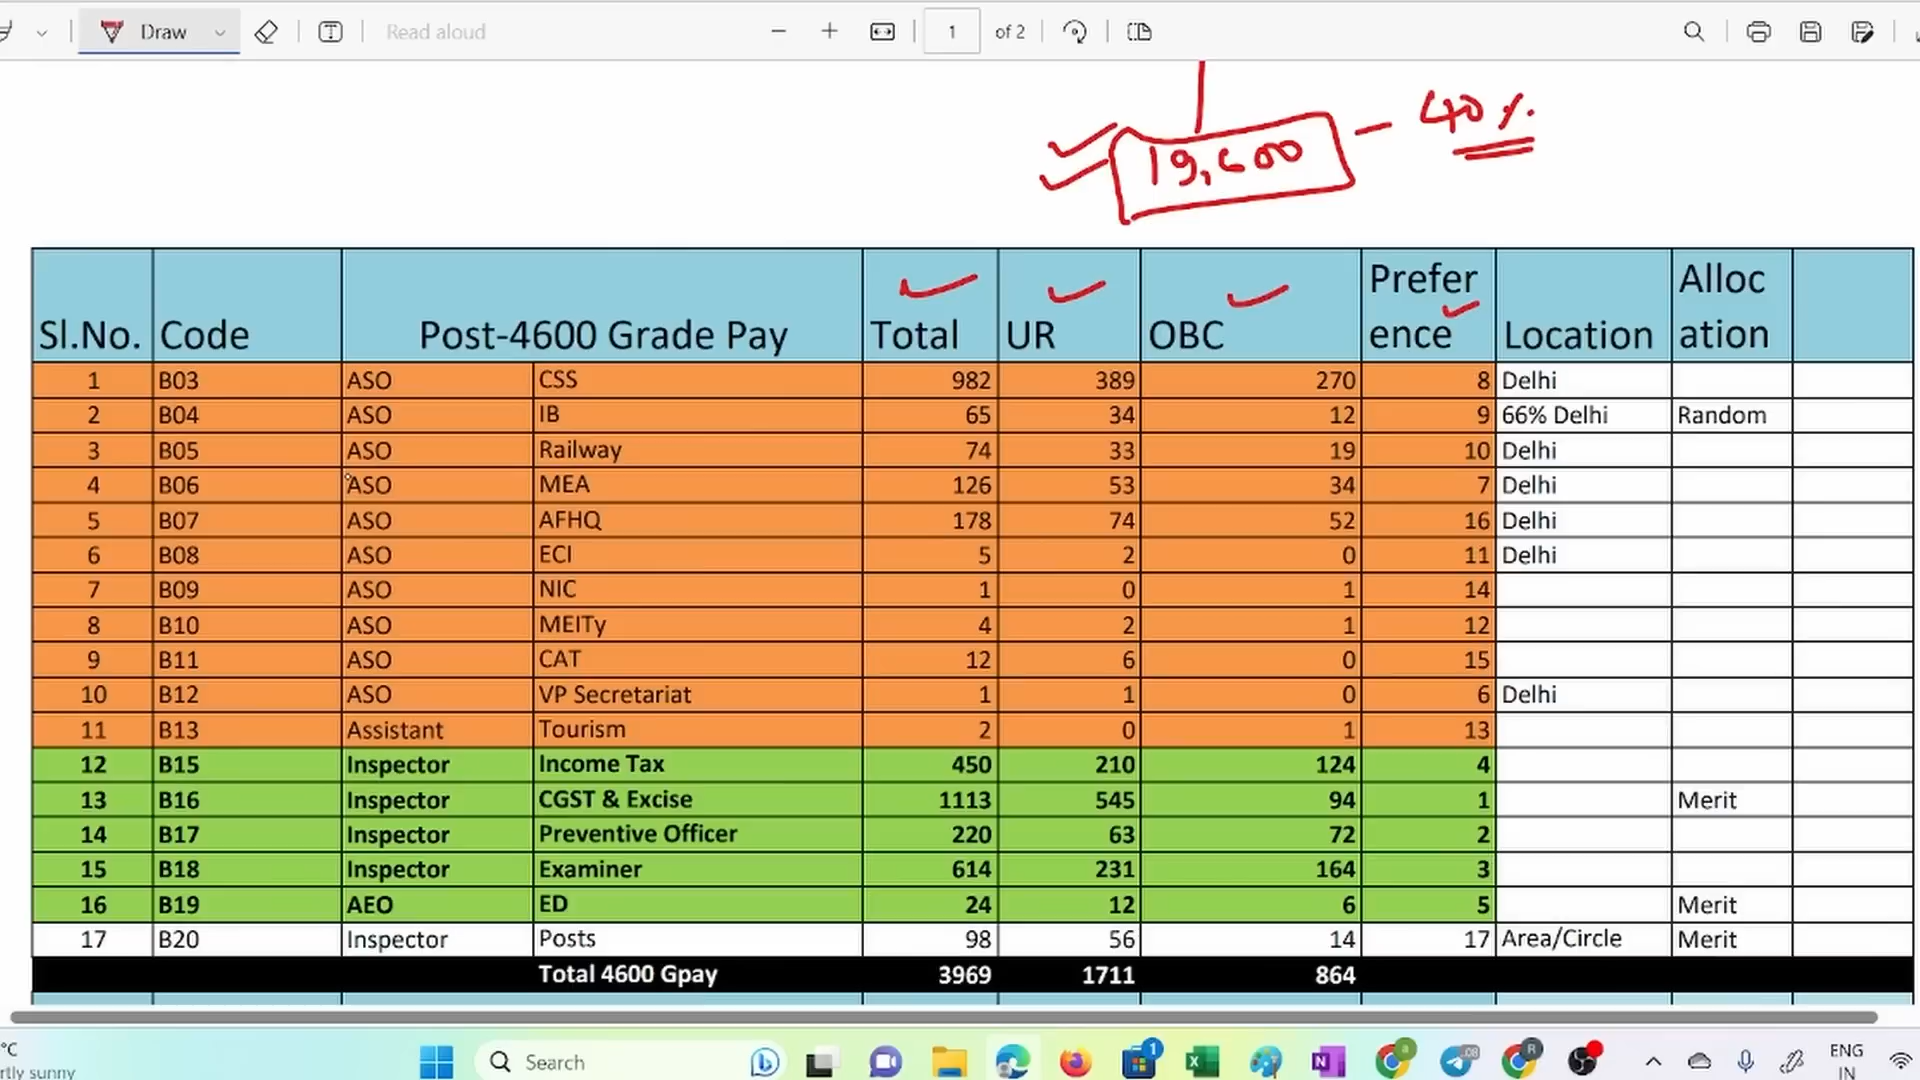 Draw
Read aloud
1 of 2
19,600 - 40%
Sl.No. Code Post-4600 Grade Pay Total UR OBC Preference Location Allocation
1 B03 ASO CSS 982 389 270 8 Delhi
2 B04 ASO IB 65 34 12 9 66% Delhi Random
3 B05 ASO Railway 74 33 19 10 Delhi
4 B06 ASO MEA 126 53 34 7 Delhi
5 B07 ASO AFHQ 178 74 52 16 Delhi
6 B08 ASO ECI 5 2 0 11 Delhi
7 B09 ASO NIC 1 0 1 14
8 B10 ASO MEITy 4 2 1 12
9 B11 ASO CAT 12 6 0 15
10 B12 ASO VP Secretariat 1 1 0 6 Delhi
11 B13 Assistant Tourism 2 0 1 13
12 B15 Inspector Income Tax 450 210 124 4
13 B16 Inspector CGST & Excise 1113 545 94 1 Merit
14 B17 Inspector Preventive Officer 220 63 72 2
15 B18 Inspector Examiner 614 231 164 3
16 B19 AEO ED 24 12 6 5 Merit
17 B20 Inspector Posts 98 56 14 17 Area/Circle Merit
Total 4600 Gpay 3969 1711 864
°C
rtly sunny
Search
1
ENG
IN